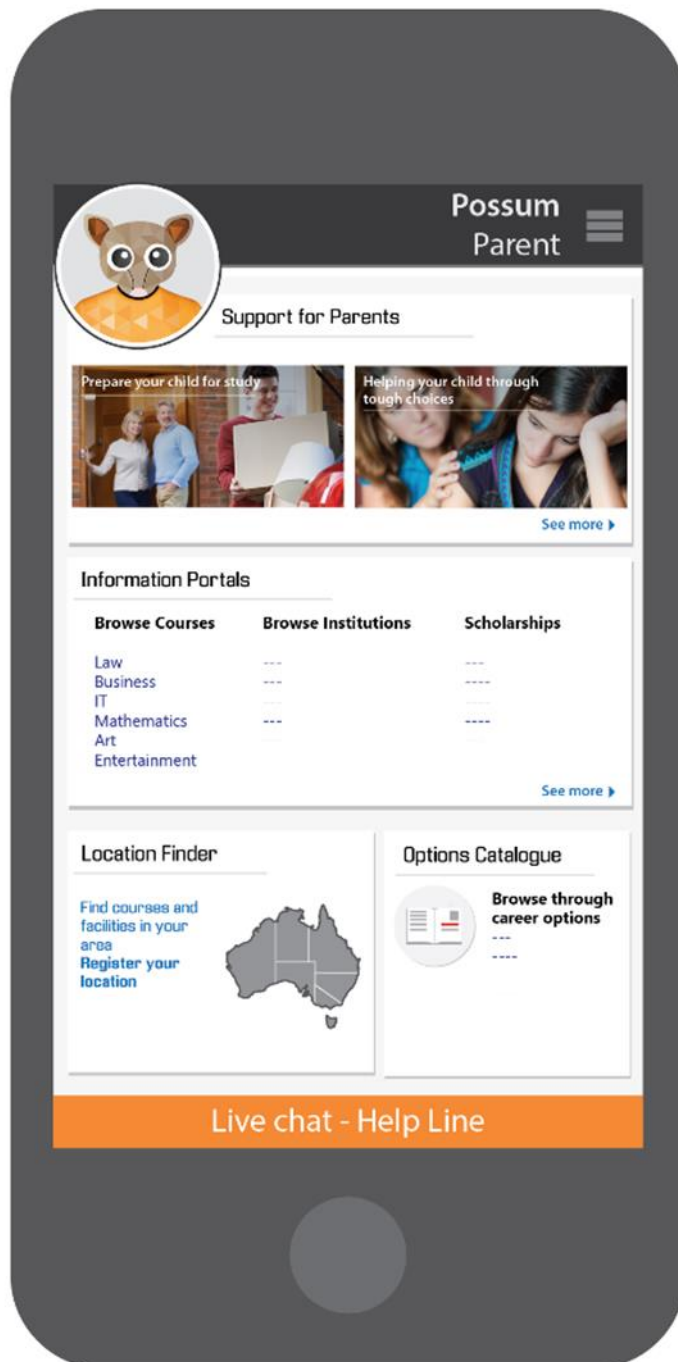 Possum
Parent
Support for Parents
Prepare your child for study
Helping your child through
tough choices
See more
Information Portals
Browse Courses
Law
Business
IT
Mathematics
Art
Entertainment
Browse Institutions
---
---
---
Scholarships
---
----
----
See more
Location Finder
Find courses and
facilities in your
area
Register your
location
Options Catalogue
Browse through
career options
---
----
Live chat - Help Line